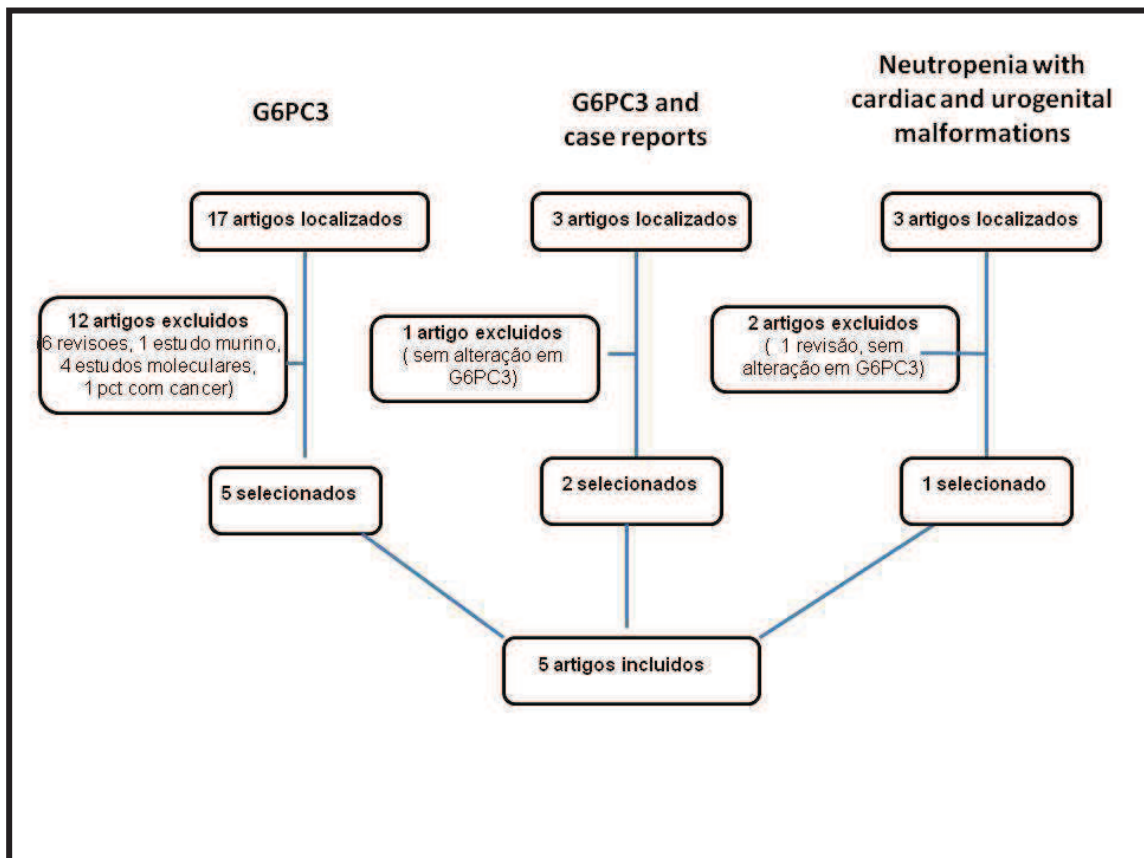 G6PC3
G6PC3 and
case reports
Neutropenia with
cardiac and urogenital
malformations
17 artigos localizados
3 artigos localizados
3 artigos localizados
12 artigos excluidos
(6 revisoes, 1 estudo murino,
4 estudos moleculares,
1 pct com cancer)
1 artigo excluidos
( sem alteração em
G6PC3)
2 artigos excluidos
( 1 revisão, sem
alteração em G6PC3)
5 selecionados
2 selecionados
1 selecionado
5 artigos incluidos